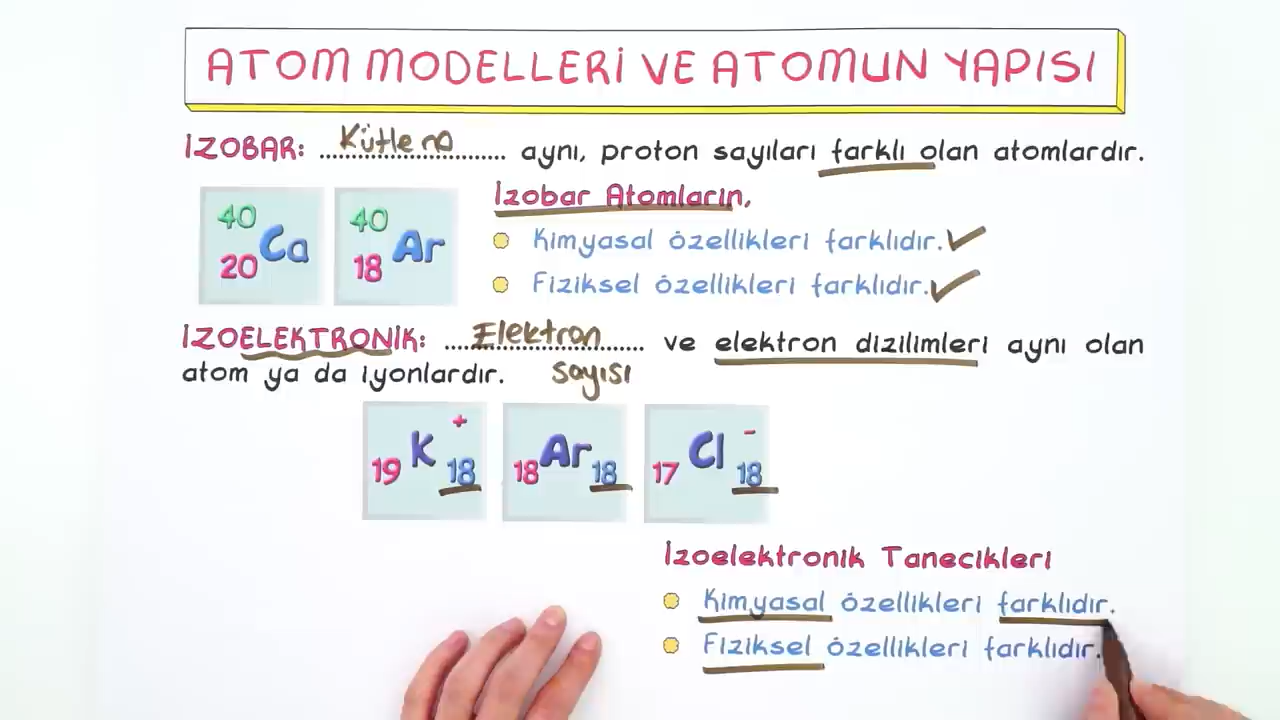 ATOM MODELLERİ VE ATOMUN YAPISI
İZOBAR: Kütle no aynı, proton sayıları farklı olan atomlardır.
40 20 Ca 40 18 Ar
İzobar Atomların,
Kimyasal özellikleri farklıdır.
Fiziksel özellikleri farklıdır.
İZOELEKTRONİK: Elektron ve elektron dizilimleri aynı olan
atom ya da iyonlardır. sayısı
19 K + 18 18 Ar 18 17 Cl - 18
İzoelektronik Tanecikleri
Kimyasal özellikleri farklıdır.
Fiziksel özellikleri farklıdır.